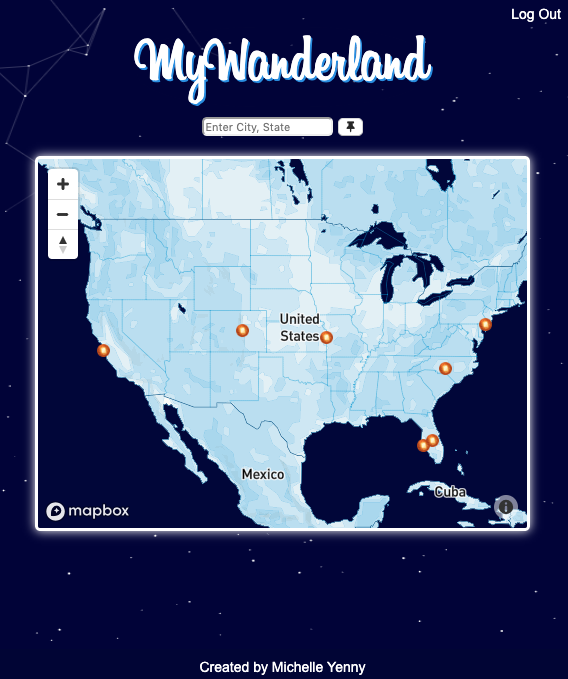 Log Out
MyWanderland
Enter City, State
United
States
Mexico
Cuba
mapbox
Created by Michelle Yenny